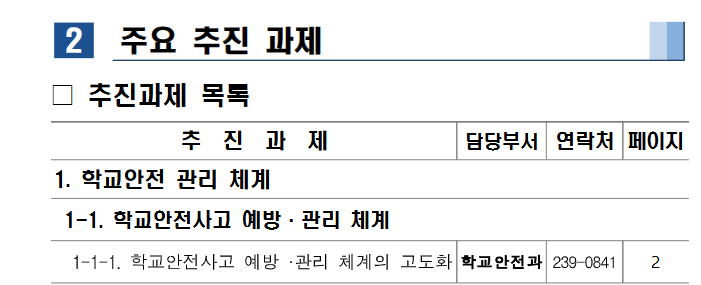 2 주요 추진 과제
□ 추진과제 목록
추 진 과 제 담당부서 연락처 페이지
1. 학교안전 관리 체계
1-1. 학교안전사고 예방·관리 체계
1-1-1. 학교안전사고 예방·관리 체계의 고도화 학교안전과 239-0841 2